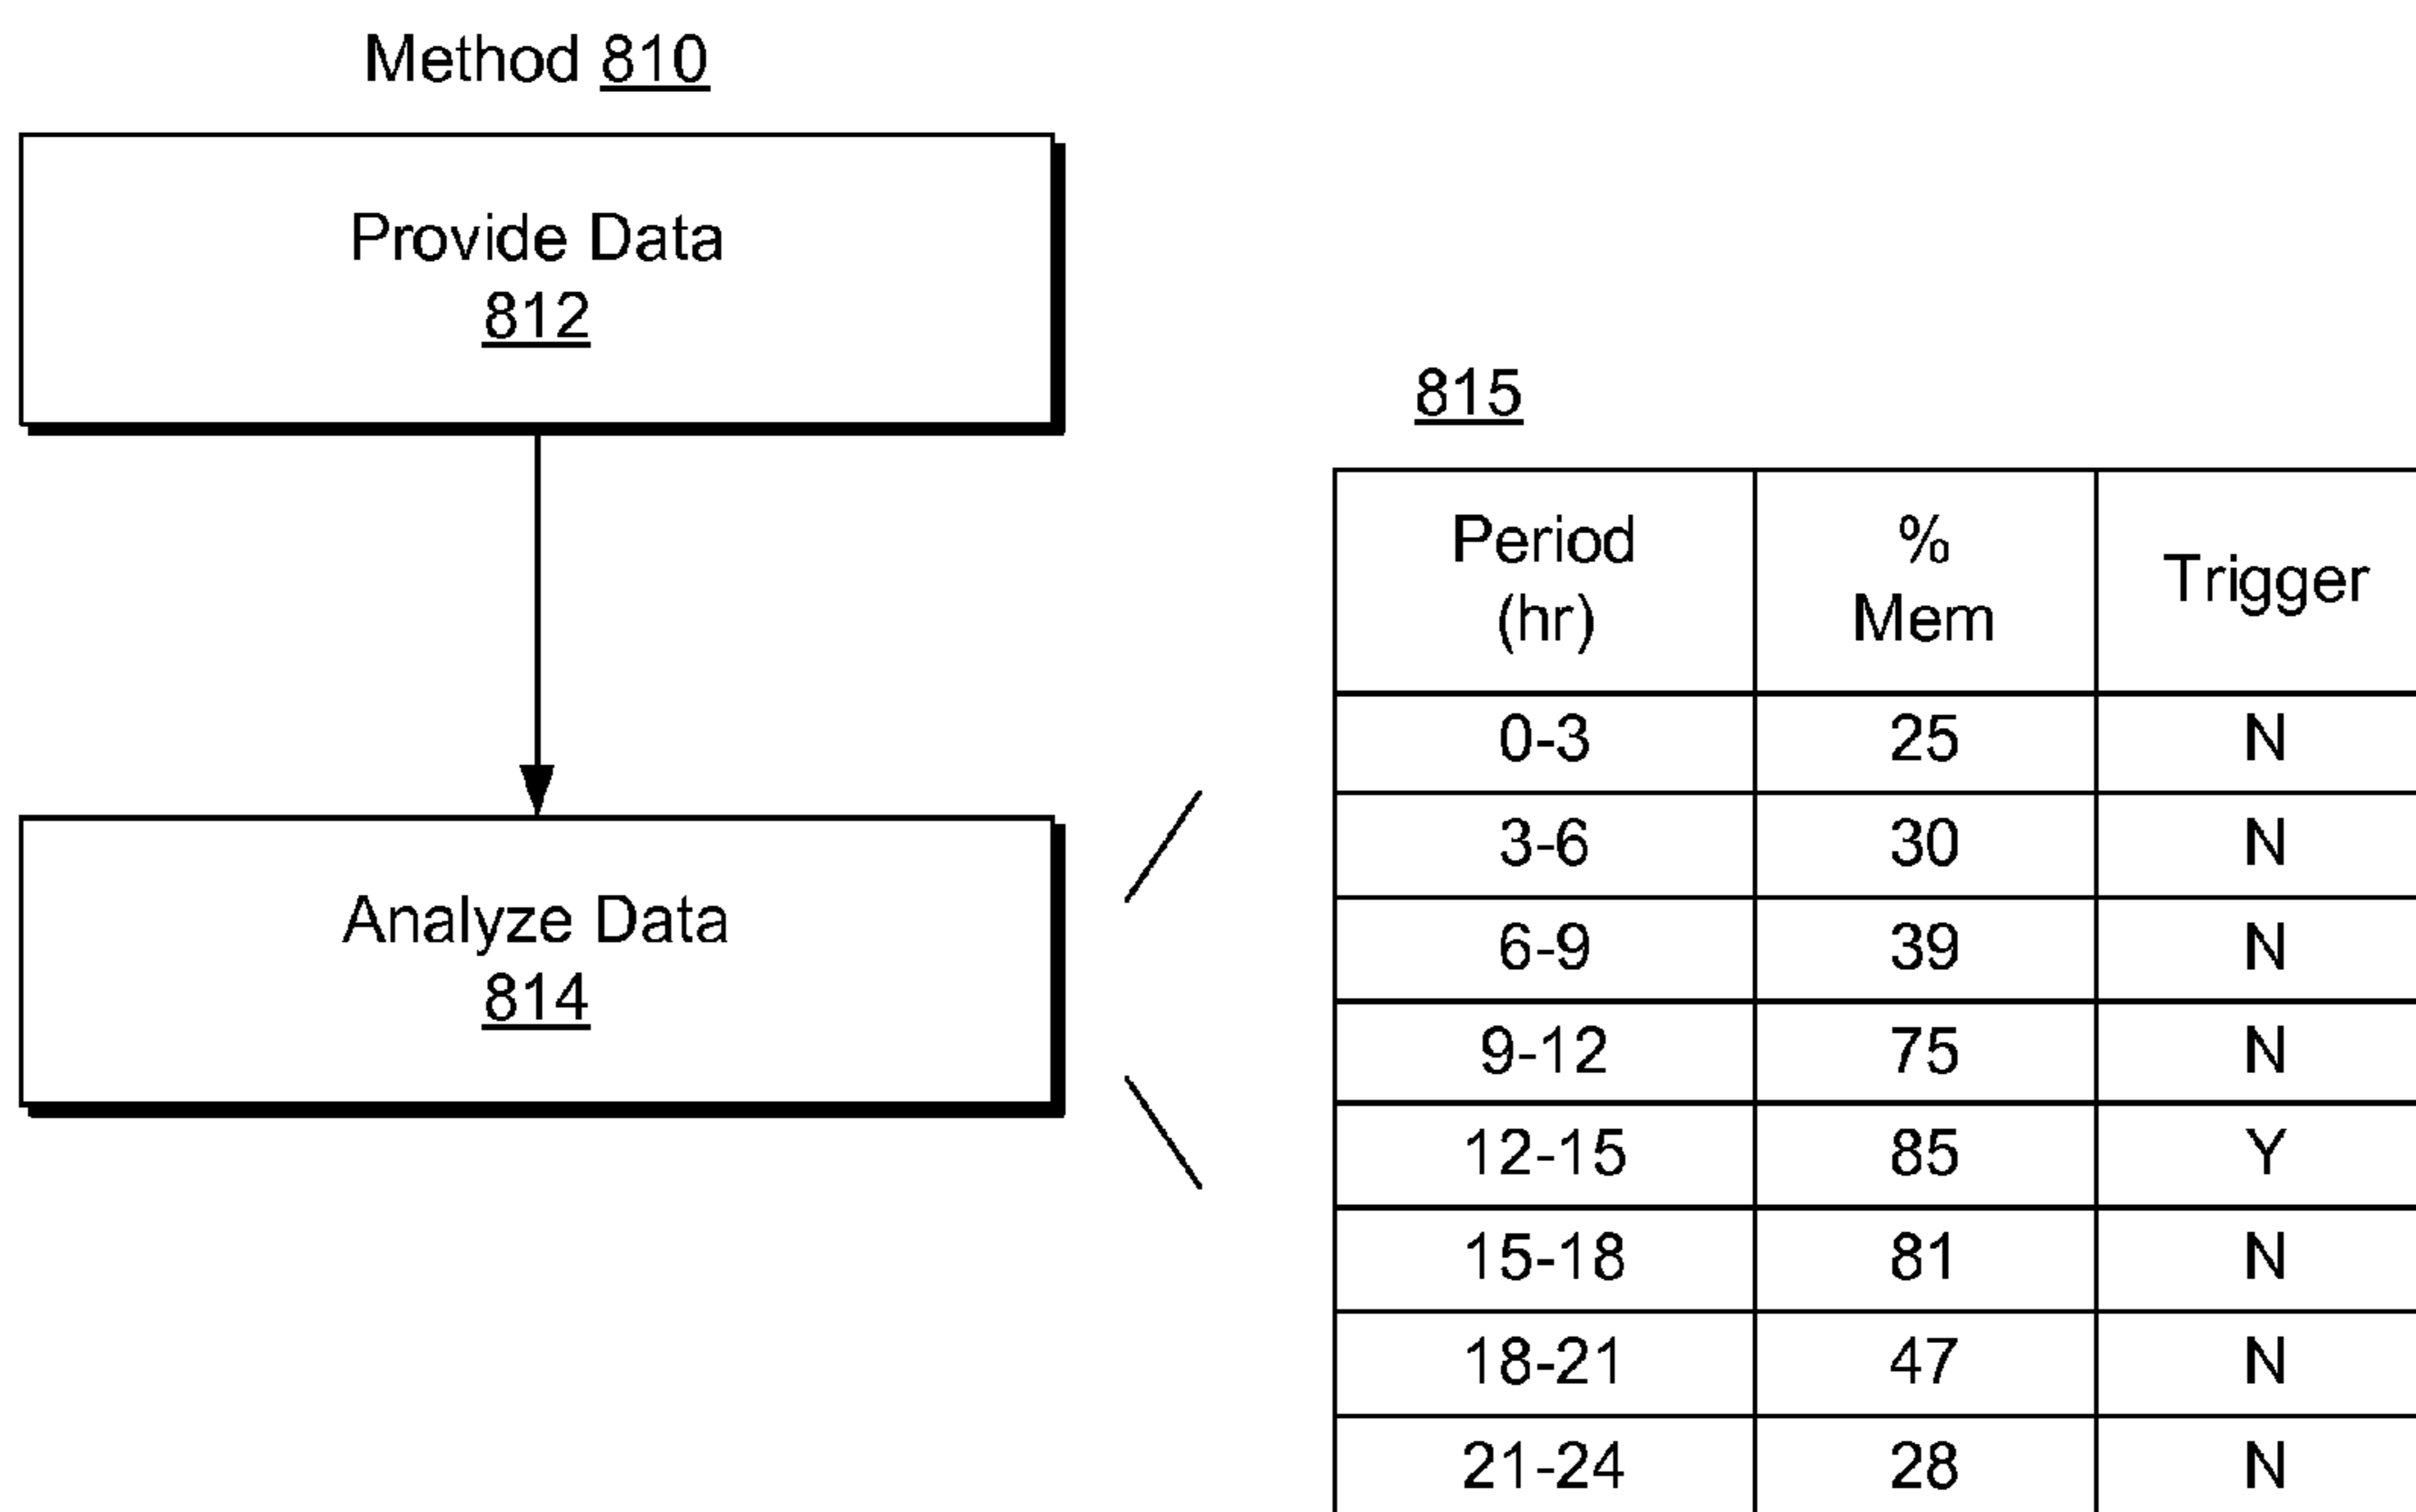 Method 810
Provide Data
812
Analyze Data
814
815
Period (hr) % Mem Trigger
0-3 25 N
3-6 30 N
6-9 39 N
9-12 75 N
12-15 85 Y
15-18 81 N
18-21 47 N
21-24 28 N